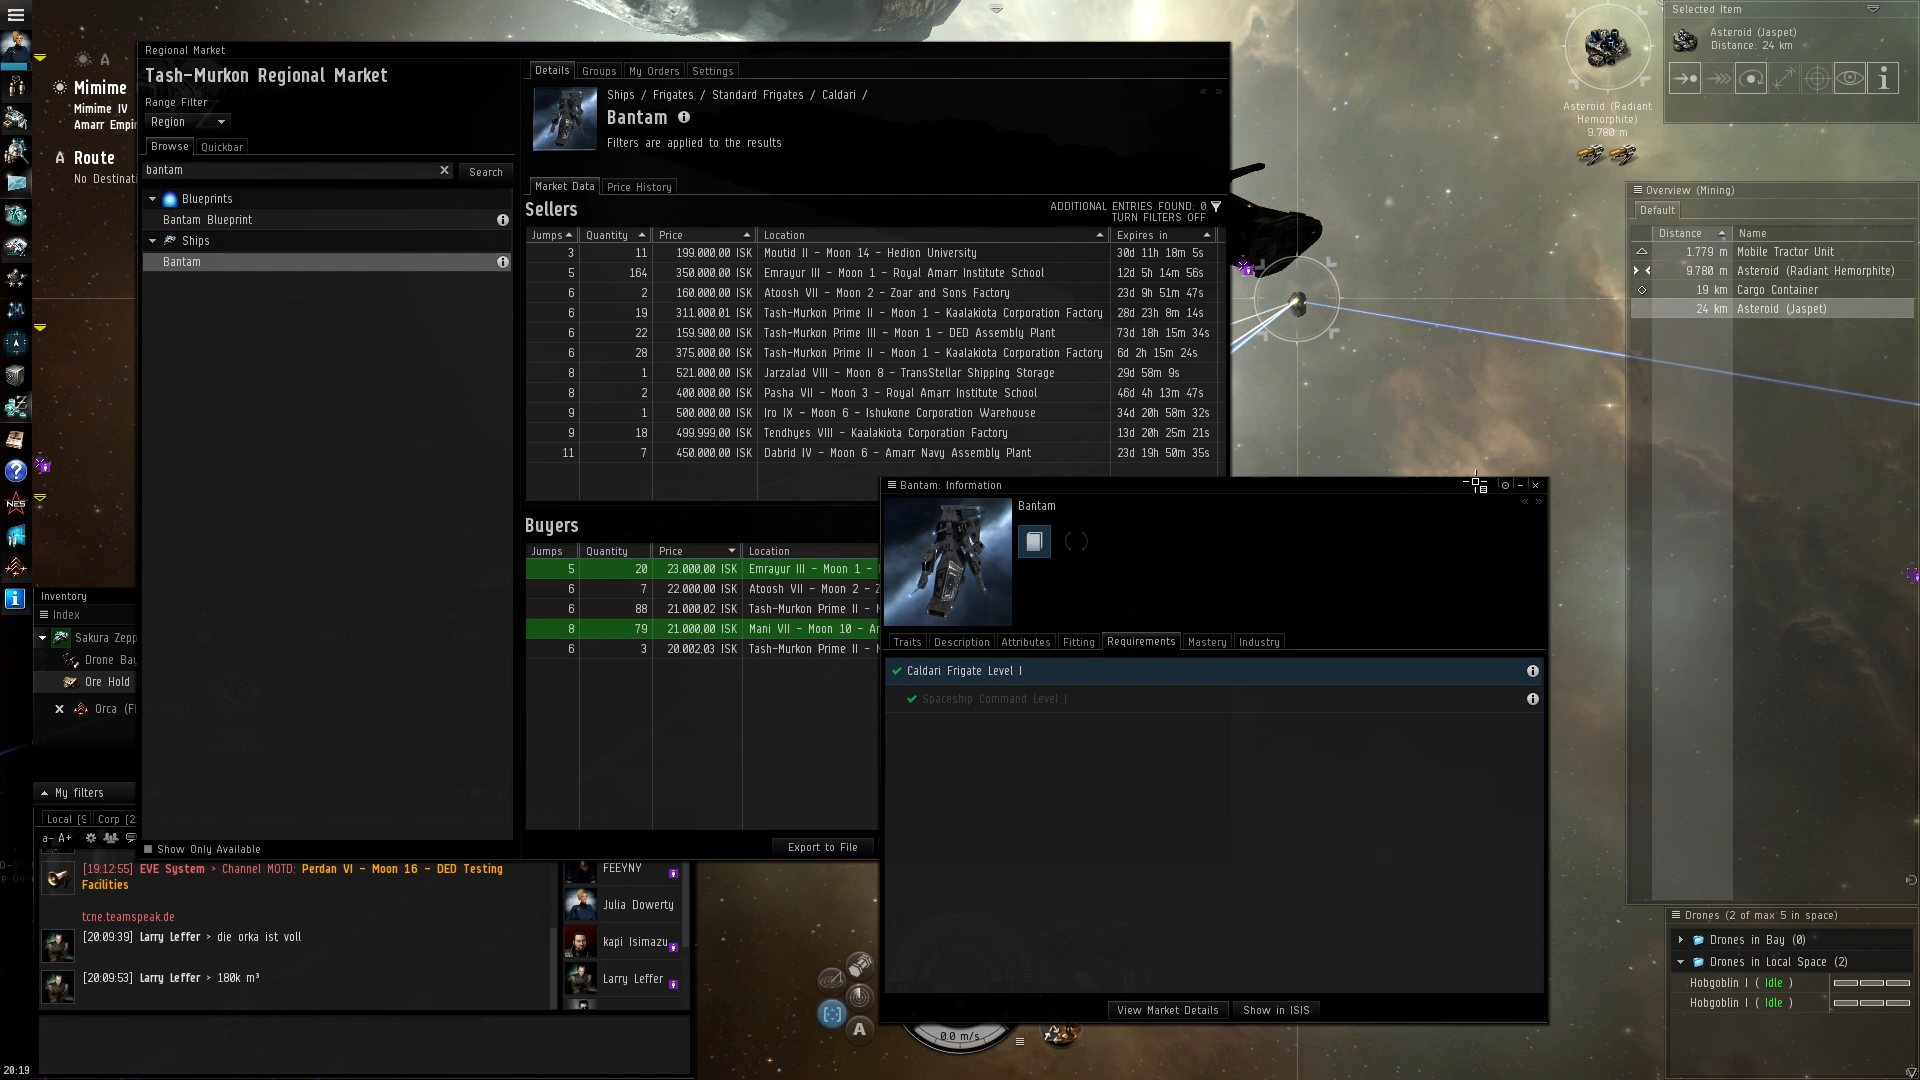 Mimime
Mimime IV
Amarr Empi
A Route
No Destinati
Regional Market
Tash-Murkon Regional Market
Range Filter
Region
Browse Quickbar
bantam
Search
Blueprints
Bantam Blueprint
Ships
Bantam
Show Only Available
Details Groups My Orders Settings
Ships / Frigates / Standard Frigates / Caldari /
Bantam
Filters are applied to the results
Market Data Price History
Sellers
ADDITIONAL ENTRIES FOUND: 0
TURN FILTERS OFF
Jumps Quantity Price Location Expires in
3 11 199.000,00 ISK Moutid II - Moon 14 - Hedion University 30d 11h 18m 5s
5 164 350.000,00 ISK Emrayur III - Moon 1 - Royal Amarr Institute School 12d 5h 14m 56s
6 2 160.000,00 ISK Atoosh VII - Moon 2 - Zoar and Sons Factory 23d 9h 51m 47s
6 19 311.000,01 ISK Tash-Murkon Prime II - Moon 1 - Kaalakiota Corporation Factory 28d 23h 8m 14s
6 22 159.900,00 ISK Tash-Murkon Prime III - Moon 1 - DED Assembly Plant 73d 18h 15m 34s
6 28 375.000,00 ISK Tash-Murkon Prime II - Moon 1 - Kaalakiota Corporation Factory 6d 2h 15m 24s
8 1 521.000,00 ISK Jarzalad VIII - Moon 8 - TransStellar Shipping Storage 29d 58m 9s
8 2 400.000,00 ISK Pasha VII - Moon 3 - Royal Amarr Institute School 46d 4h 13m 47s
9 1 500.000,00 ISK Iro IX - Moon 6 - Ishukone Corporation Warehouse 34d 20h 58m 32s
9 18 499.999,00 ISK Tendhyes VIII - Kaalakiota Corporation Factory 13d 20h 25m 21s
11 7 450.000,00 ISK Dabrid IV - Moon 6 - Amarr Navy Assembly Plant 23d 19h 50m 35s
Buyers
Jumps Quantity Price Location
5 20 23.000,00 ISK Emrayur III - Moon 1 -
6 7 22.000,00 ISK Atoosh VII - Moon 2 - Z
6 88 21.000,02 ISK Tash-Murkon Prime II -
8 79 21.000,00 ISK Mani VII - Moon 10 - Ar
6 3 20.002,03 ISK Tash-Murkon Prime II -
Export to File
Bantam: Information
Bantam
Traits Description Attributes Fitting Requirements Mastery Industry
Caldari Frigate Level I
Spaceship Command Level I
View Market Details
Show in ISIS
Selected Item
Asteroid (Jaspet)
Distance: 24 km
Asteroid (Radiant
Hemorphite)
9.780 m
Overview (Mining)
Default
Distance Name
1.779 m Mobile Tractor Unit
9.780 m Asteroid (Radiant Hemorphite)
19 km Cargo Container
24 km Asteroid (Jaspet)
Drones (2 of max 5 in space)
Drones in Bay (0)
Drones in Local Space (2)
Hobgoblin I ( Idle )
Hobgoblin I ( Idle )
NES
Inventory
Index
Sakura Zepp
Drone Bay
Ore Hold
Orca (Fl
My filters
Local [9 Corp [2
a- A+
[19:12:55] EVE System > Channel MOTD: Perdan VI - Moon 16 - DED Testing
Facilities
tcne.teamspeak.de
[20:09:39] Larry Leffer > die orka ist voll
[20:09:53] Larry Leffer > 180k m³
FEEYNY
Julia Dowerty
kapi Isimazu
Larry Leffer
A
0.0 m/s
20:19